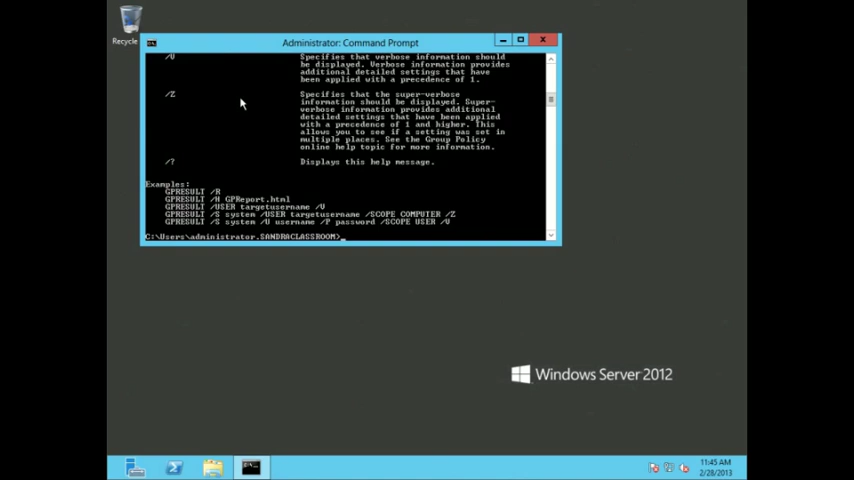 Recycle
Administrator: Command Prompt
/V Specifies that verbose information should
be displayed. Verbose information provides
additional detailed settings that have
been applied with a precedence of 1.
/Z Specifies that the super-verbose
information should be displayed. Super-
verbose information provides additional
detailed settings that have been applied
with a precedence of 1 and higher. This
allows you to see if a setting was set in
multiple places. See the Group Policy
online help topic for more information.
/? Displays this help message.
Examples:
GPRESULT /R
GPRESULT /H GPReport.html
GPRESULT /USER targetusername /V
GPRESULT /S system /USER targetusername /SCOPE COMPUTER /Z
GPRESULT /S system /U username /P password /SCOPE USER /V
C:\Users\administrator.SANDRACLASSROOM>_
Windows Server 2012
11:45 AM
2/28/2013